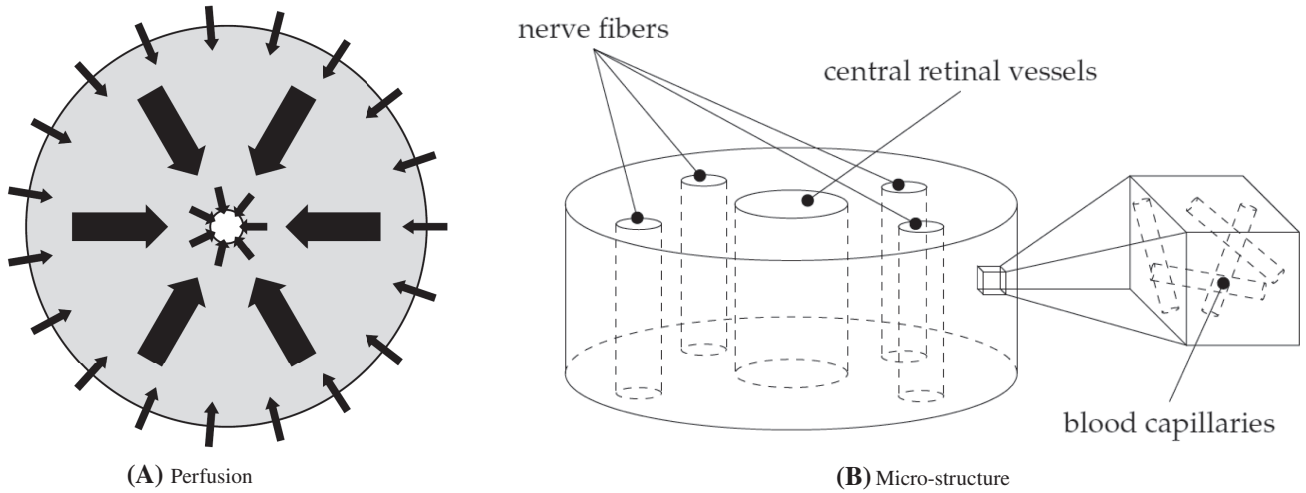 nerve fibers
central retinal vessels
blood capillaries
(A) Perfusion
(B) Micro-structure